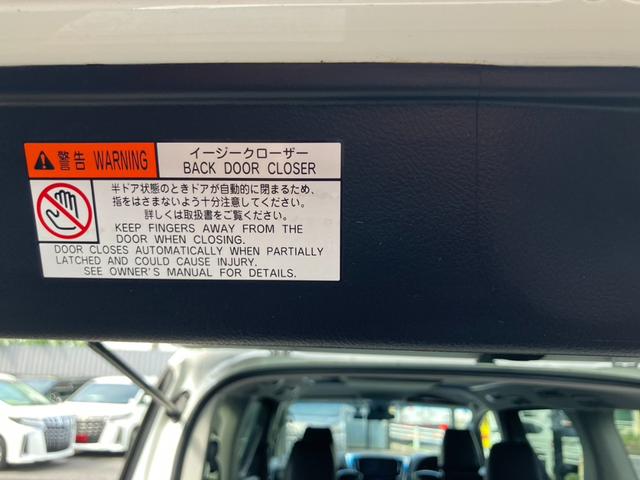 警告 WARNING
イージークローザー
BACK DOOR CLOSER
半ドア状態のときドアが自動的に閉まるため、
指をはさまないよう十分注意してください。
詳しくは取扱書をご覧ください。
KEEP FINGERS AWAY FROM THE
DOOR WHEN CLOSING.
DOOR CLOSES AUTOMATICALLY WHEN PARTIALLY
LATCHED AND COULD CAUSE INJURY.
SEE OWNER'S MANUAL FOR DETAILS.